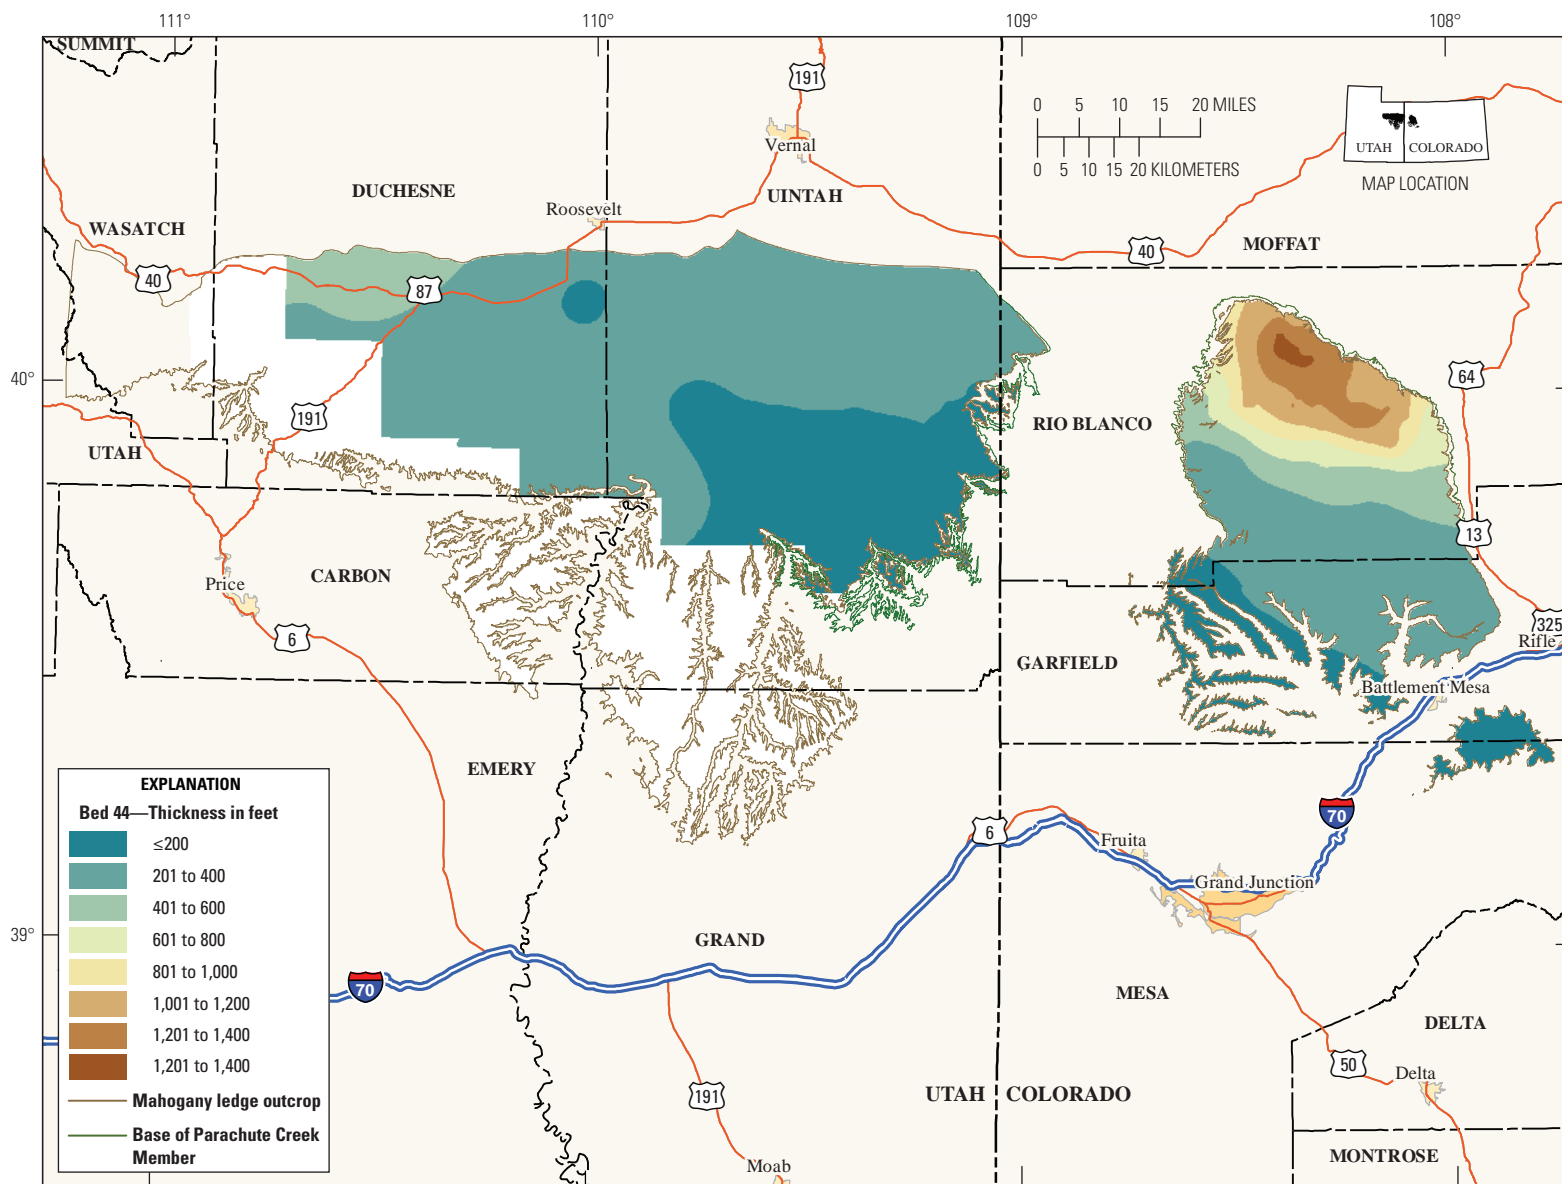 111°
110°
109°
108°
SUMMIT
191
0 5 10 15 20 MILES
0 5 10 15 20 KILOMETERS
UTAH COLORADO
MAP LOCATION
Vernal
DUCHESNE
UINTAH
Roosevelt
WASATCH
MOFFAT
40
40
87
40°
64
191
RIO BLANCO
UTAH
13
CARBON
Price
6
325
Rifle
GARFIELD
Battlement Mesa
EMERY
EXPLANATION
Bed 44—Thickness in feet
≤200
201 to 400
401 to 600
601 to 800
801 to 1,000
1,001 to 1,200
1,201 to 1,400
1,201 to 1,400
Mahogany ledge outcrop
Base of Parachute Creek
Member
70
6
Fruita
Grand Junction
39°
GRAND
70
MESA
DELTA
50
Delta
191
UTAH COLORADO
MONTROSE
Moab